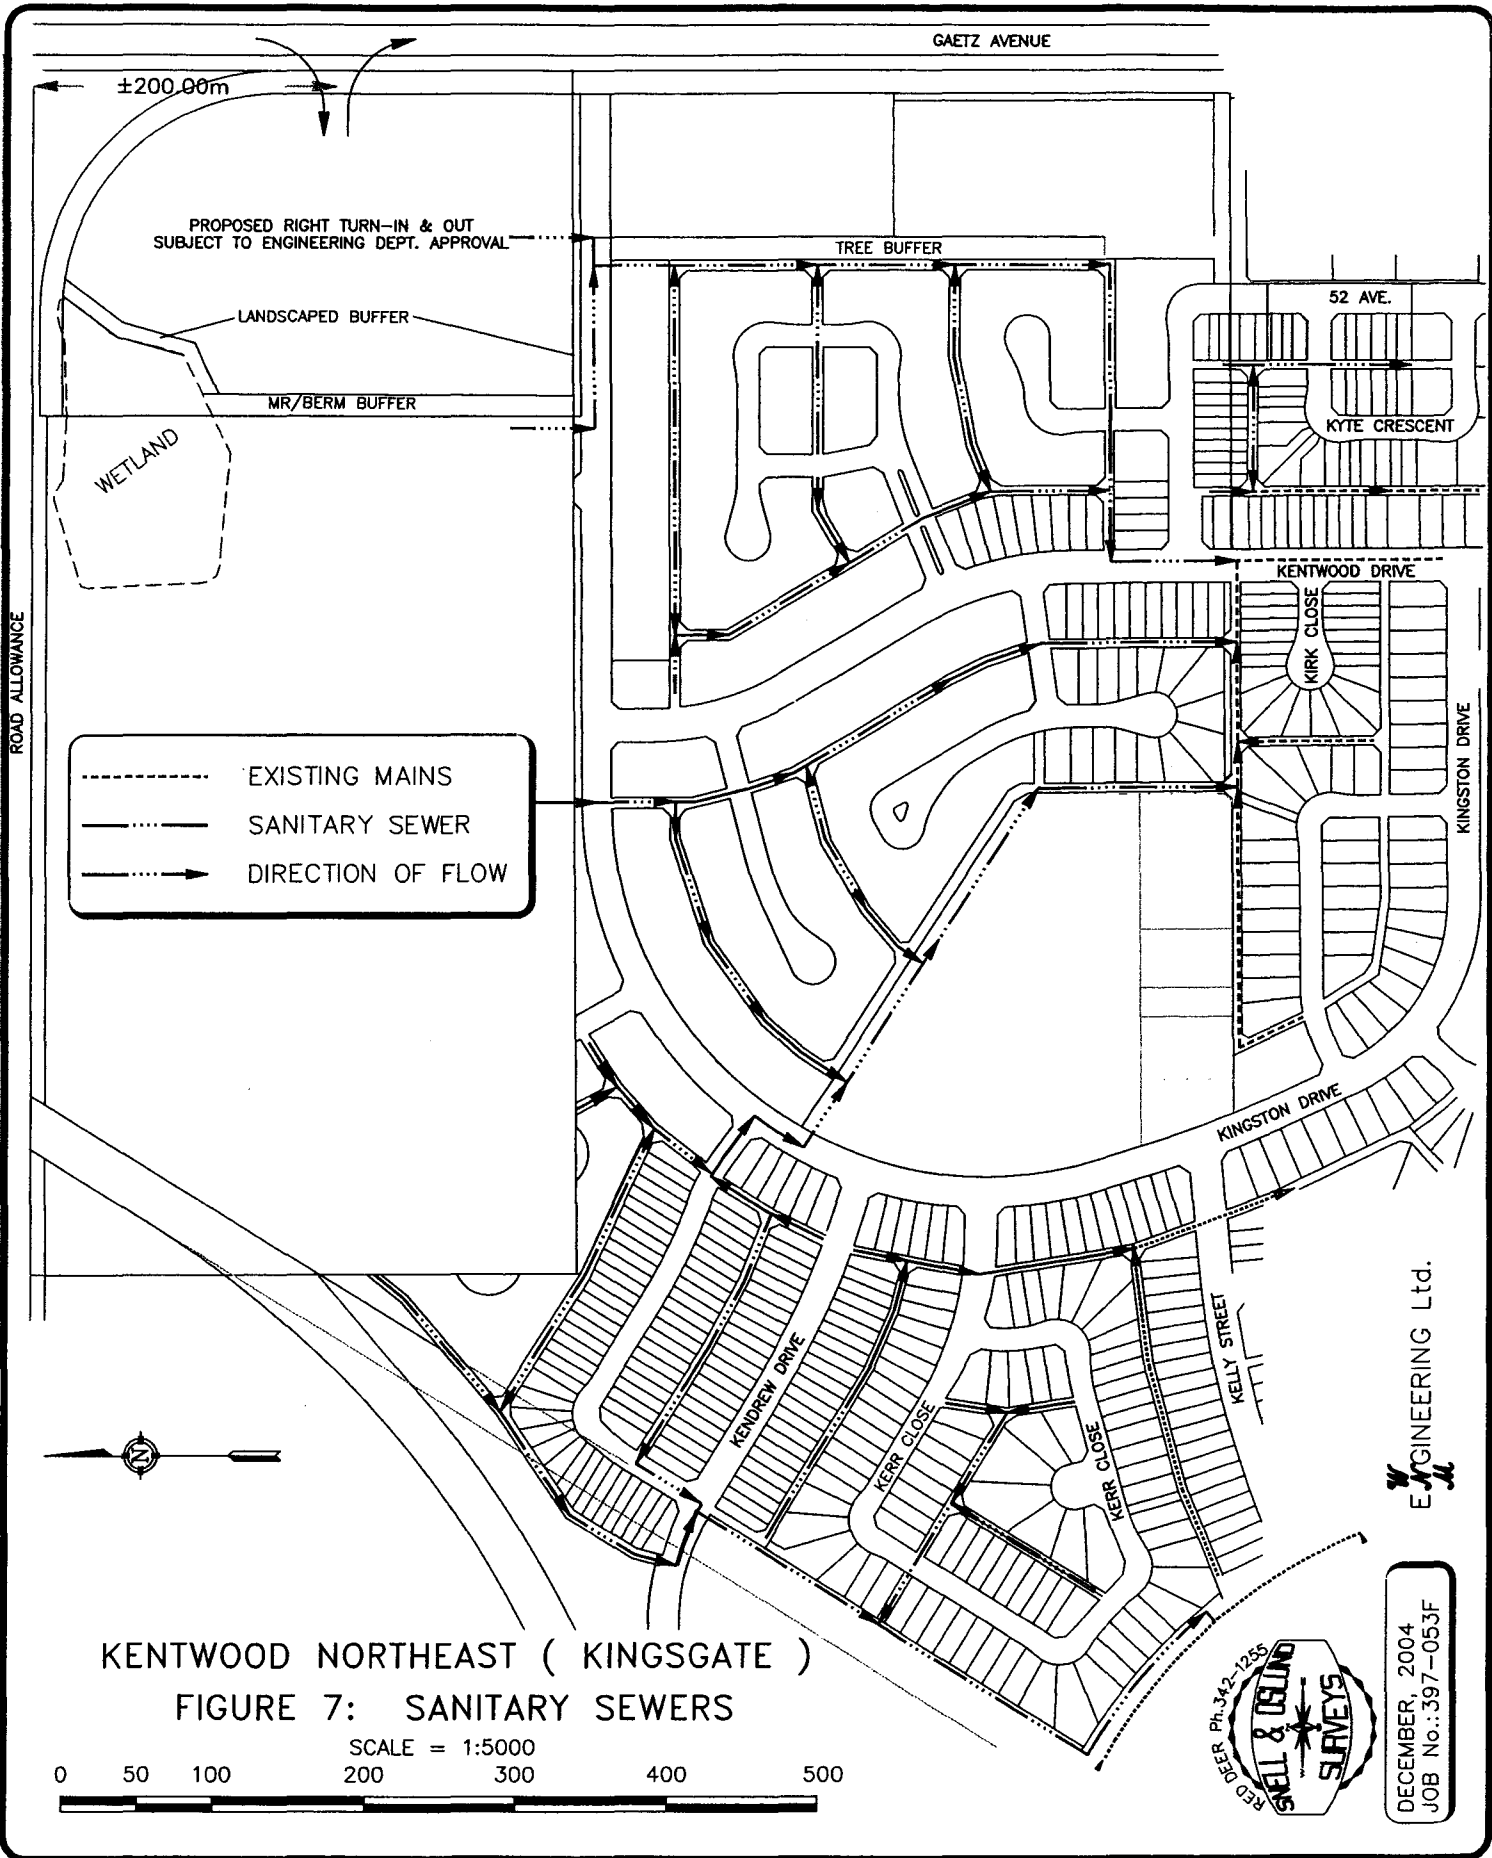 GAETZ AVENUE
±200.00m
PROPOSED RIGHT TURN-IN & OUT
SUBJECT TO ENGINEERING DEPT. APPROVAL
TREE BUFFER
52 AVE.
LANDSCAPED BUFFER
MR/BERM BUFFER
KYTE CRESCENT
WETLAND
KENTWOOD DRIVE
KIRK CLOSE
ROAD ALLOWANCE
KINGSTON DRIVE
EXISTING MAINS
SANITARY SEWER
DIRECTION OF FLOW
KINGSTON DRIVE
KELLY STREET
KENDREW DRIVE
KERR CLOSE
KERR CLOSE
N
ENGINEERING Ltd.
KENTWOOD NORTHEAST ( KINGSGATE )
FIGURE 7: SANITARY SEWERS
SCALE = 1:5000
0 50 100 200 300 400 500
RED DEER Ph.342-1255
SNELL & OSLUND
SURVEYS
DECEMBER, 2004
JOB No.: 397-053F